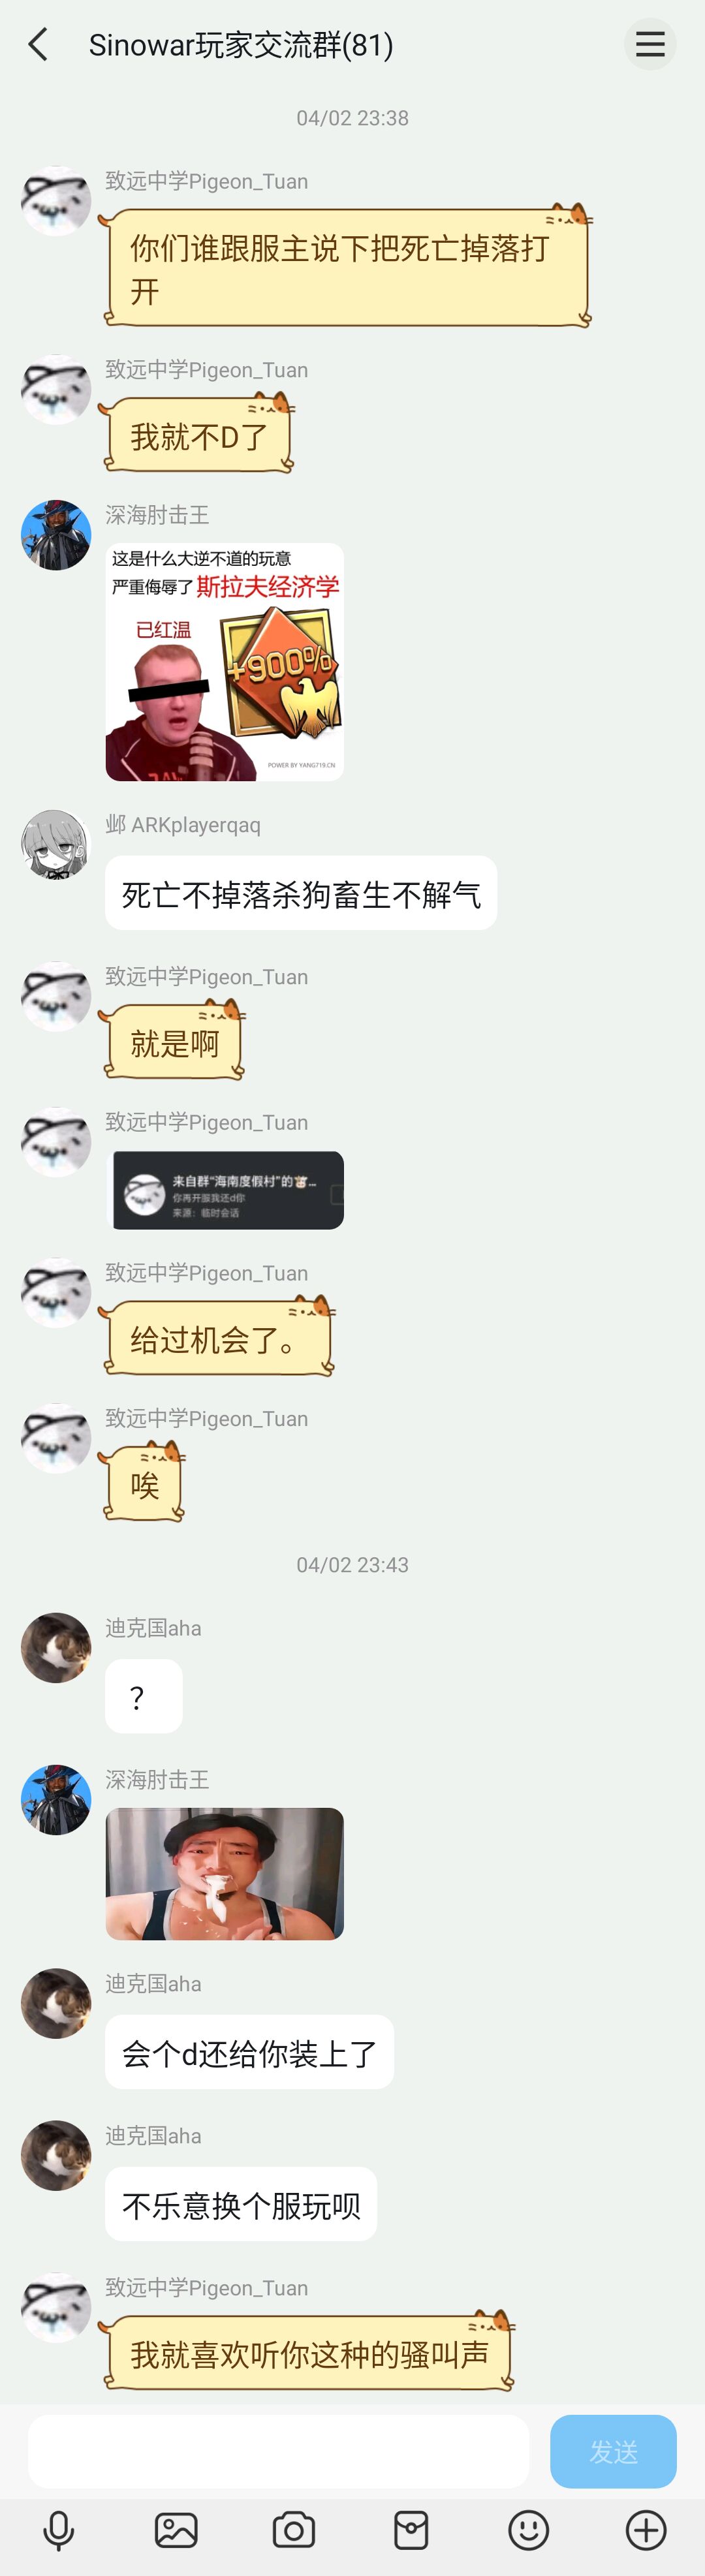 Sinowar玩家交流群(81)
04/02 23:38
致远中学Pigeon_Tuan
你们谁跟服主说下把死亡掉落打
开
致远中学Pigeon_Tuan
我就不D了
深海肘击王
这是什么大逆不道的玩意
严重侮辱了斯拉夫经济学
已红温
+900%
POWER BY YANG719.CN
邺 ARKplayerqaq
死亡不掉落杀狗畜生不解气
致远中学Pigeon_Tuan
就是啊
致远中学Pigeon_Tuan
来自群“海南度假村”的🐮...
你再开服我还d你
来源：临时会话
致远中学Pigeon_Tuan
给过机会了。
致远中学Pigeon_Tuan
唉
04/02 23:43
迪克国aha
？
深海肘击王
迪克国aha
会个d还给你装上了
迪克国aha
不乐意换个服玩呗
致远中学Pigeon_Tuan
我就喜欢听你这种的骚叫声
发送